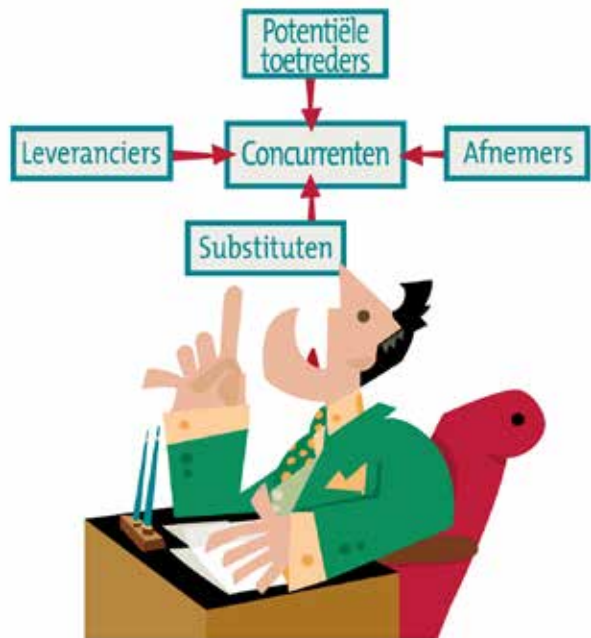 Potentiële
toetreders
Leveranciers
Concurrenten
Afnemers
Substituten